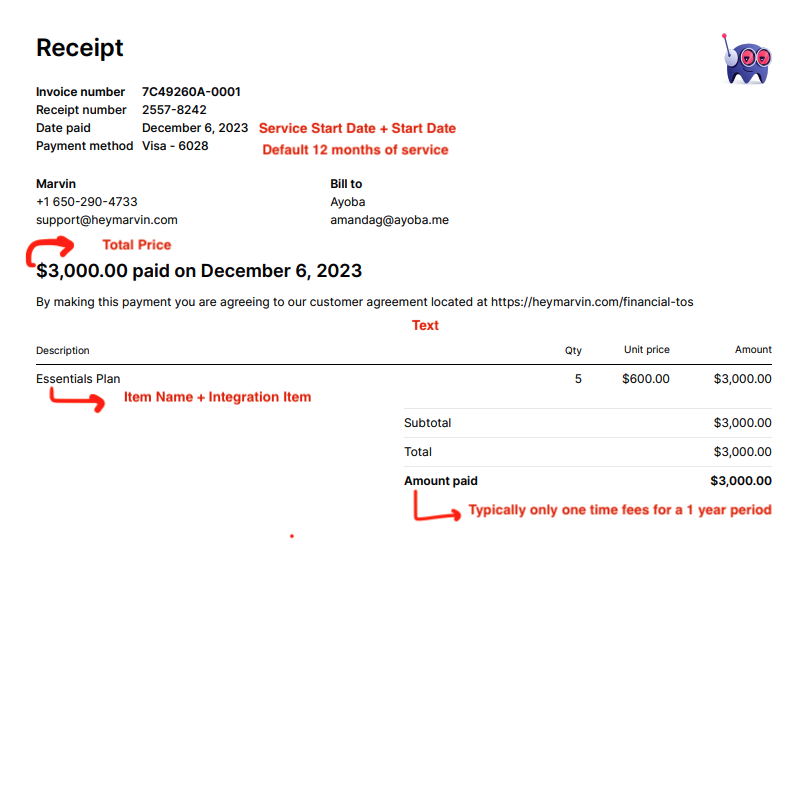 Receipt
Invoice number 7C49260A-0001
Receipt number 2557-8242
Date paid December 6, 2023 Service Start Date + Start Date
Payment method Visa - 6028 Default 12 months of service
Marvin Bill to
+1 650-290-4733 Ayoba
support@heymarvin.com amandag@ayoba.me
Total Price
$3,000.00 paid on December 6, 2023
By making this payment you are agreeing to our customer agreement located at https://heymarvin.com/financial-tos
Text
Description Qty Unit price Amount
Essentials Plan 5 $600.00 $3,000.00
Item Name + Integration Item
Subtotal $3,000.00
Total $3,000.00
Amount paid $3,000.00
Typically only one time fees for a 1 year period